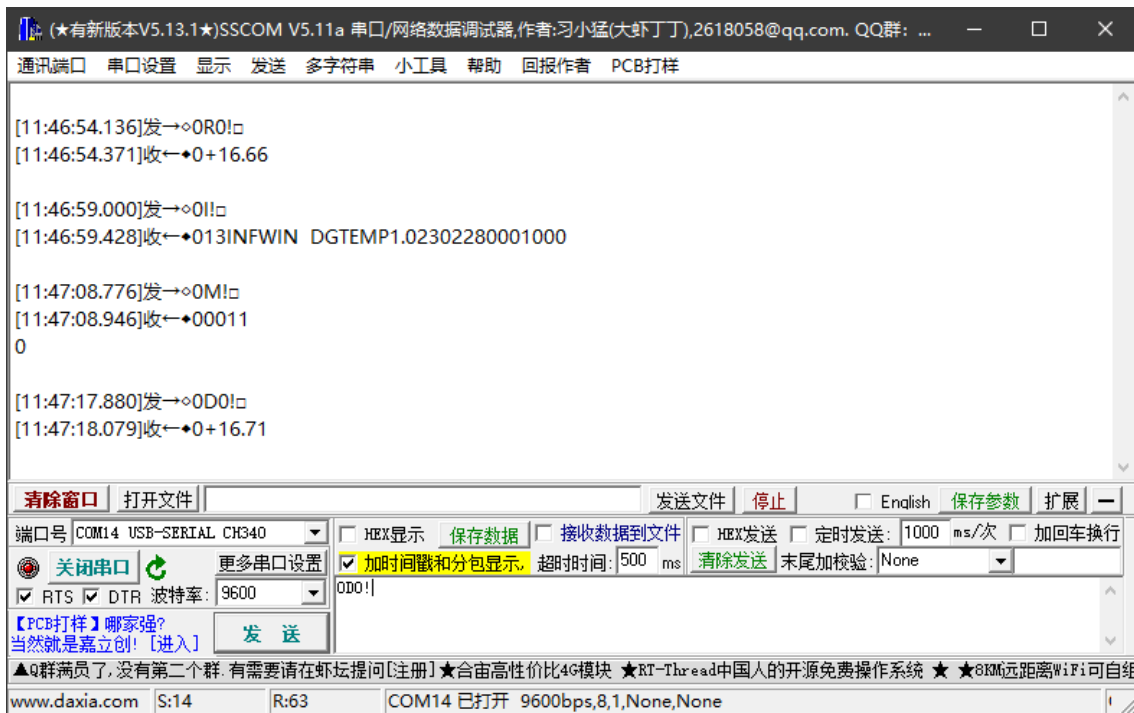 (★有新版本V5.13.1★)SSCOM V5.11a 串口/网络数据调试器,作者:习小猛(大虾丁丁),2618058@qq.com. QQ群: ...
通讯端口 串口设置 显示 发送 多字符串 小工具 帮助 回报作者 PCB打样
[11:46:54.136]发→◇0R0!□
[11:46:54.371]收←◆0+16.66
[11:46:59.000]发→◇0I!□
[11:46:59.428]收←◆013INFWIN  DGTEMP1.02302280001000
[11:47:08.776]发→◇0M!□
[11:47:08.946]收←◆00011
0
[11:47:17.880]发→◇0D0!□
[11:47:18.079]收←◆0+16.71
清除窗口 打开文件 发送文件 停止 English 保存参数 扩展 —
端口号 COM14 USB-SERIAL CH340 HEX显示 保存数据 接收数据到文件 HEX发送 定时发送: 1000 ms/次 加回车换行
关闭串口 更多串口设置 加时间戳和分包显示, 超时时间: 500 ms 清除发送 末尾加校验: None
RTS DTR 波特率: 9600 0D0!
【PCB打样】哪家强?
当然就是嘉立创! [进入] 发 送
▲Q群满员了,没有第二个群.有需要请在虾坛提问[注册]★合宙高性价比4G模块 ★RT-Thread中国人的开源免费操作系统 ★ ★8KM远距离WiFi可自组
www.daxia.com S:14 R:63 COM14 已打开 9600bps,8,1,None,None